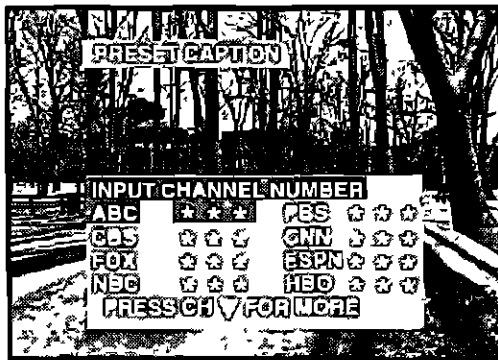 PRESET CAPTION
INPUT CHANNEL NUMBER
ABC ★ ★ ★ PBS ★ ★ ★
CBS ★ ★ ★ CNN ★ ★ ★
FOX ★ ★ ★ ESPN ★ ★ ★
NBC ★ ★ ★ HBO ★ ★ ★
PRESS CH ▽ FOR MORE